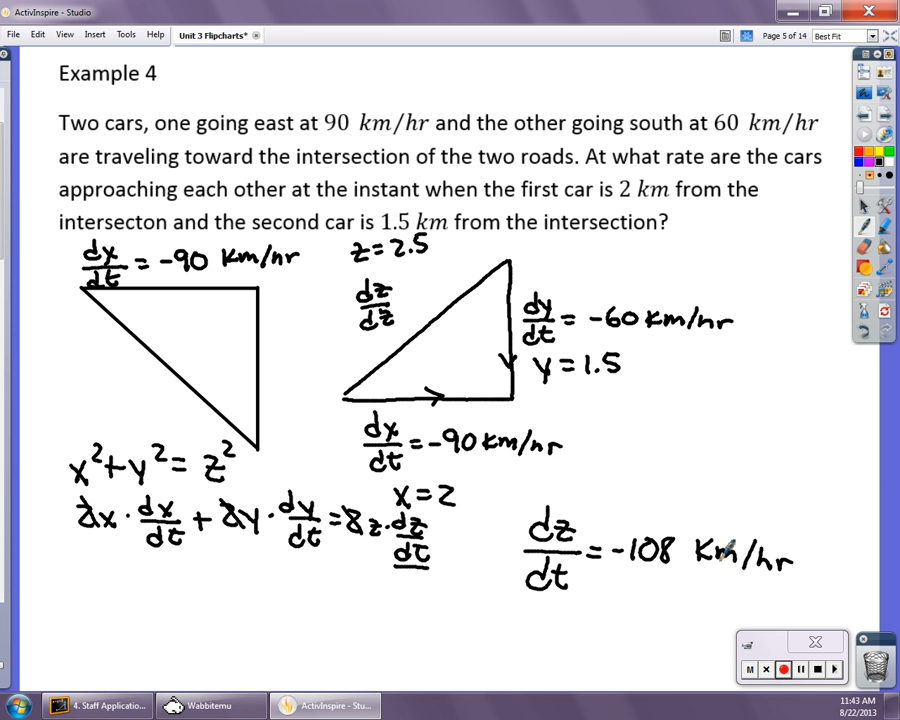 ActivInspire - Studio
File Edit View Insert Tools Help Unit 3 Flipcharts* Page 5 of 14 Best Fit
Example 4
Two cars, one going east at 90 km/hr and the other going south at 60 km/hr
are traveling toward the intersection of the two roads. At what rate are the cars
approaching each other at the instant when the first car is 2 km from the
intersecton and the second car is 1.5 km from the intersection?
dx/dt = -90 km/hr
z = 2.5
dz/dz
dy/dt = -60 km/hr
y = 1.5
dx/dt = -90 km/hr
x = 2
x² + y² = z²
2x · dx/dt + 2y · dy/dt = 2z · dz/dt
dz/dt = -108 km/hr
M
4. Staff Applicatio... Wabbitemu ActivInspire - Studio
11:43 AM
8/22/2013